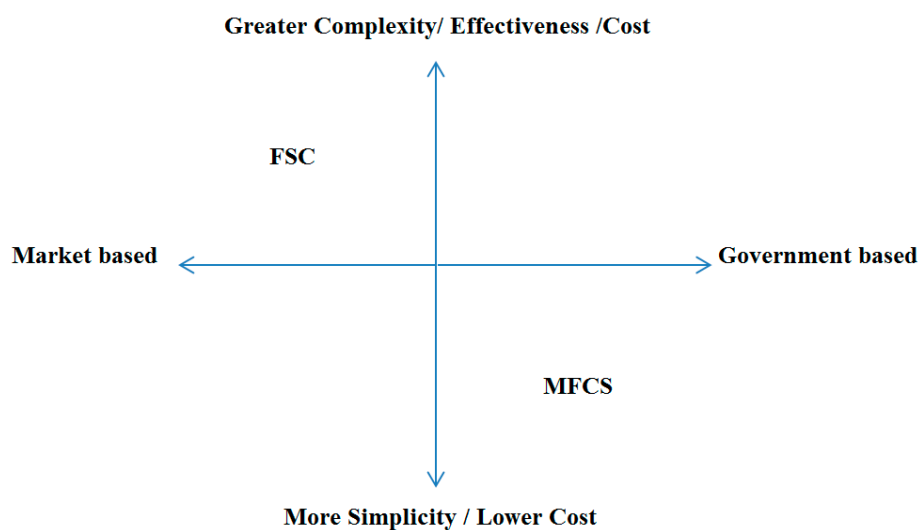 Greater Complexity/ Effectiveness /Cost
FSC
Market based
Government based
MFCS
More Simplicity / Lower Cost